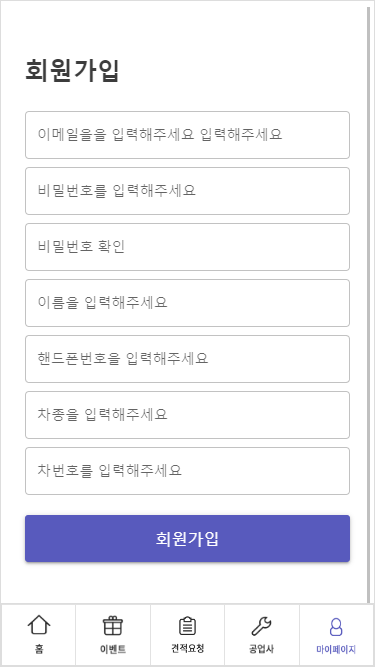 회원가입
이메일을을 입력해주세요 입력해주세요
비밀번호를 입력해주세요
비밀번호 확인
이름을 입력해주세요
핸드폰번호을 입력해주세요
차종을 입력해주세요
차번호를 입력해주세요
회원가입
홈
이벤트
견적요청
공업사
마이페이지